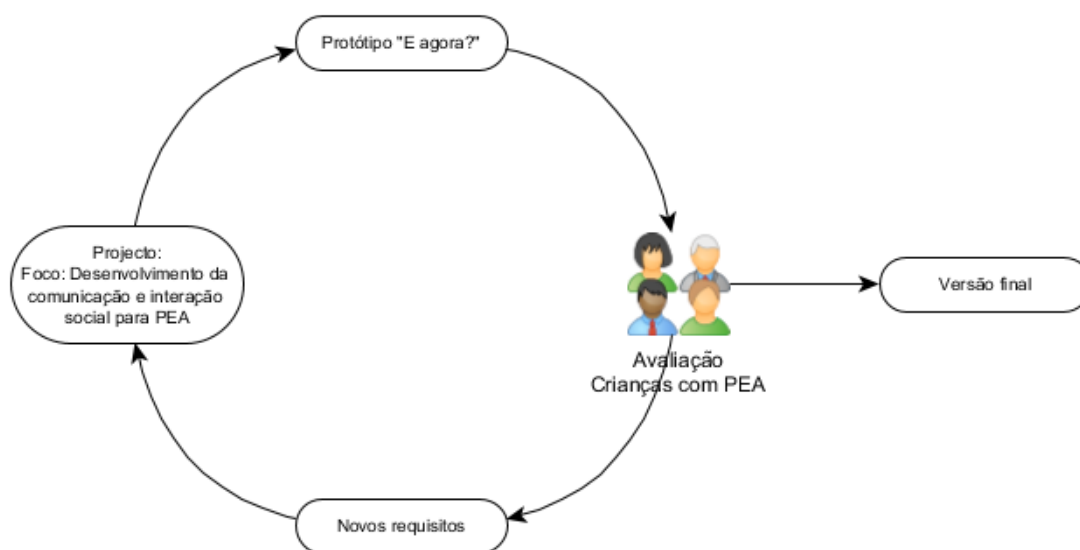 Protótipo "E agora?"
Projecto:
Foco: Desenvolvimento da
comunicação e interação
social para PEA
Versão final
Avaliação
Crianças com PEA
Novos requisitos